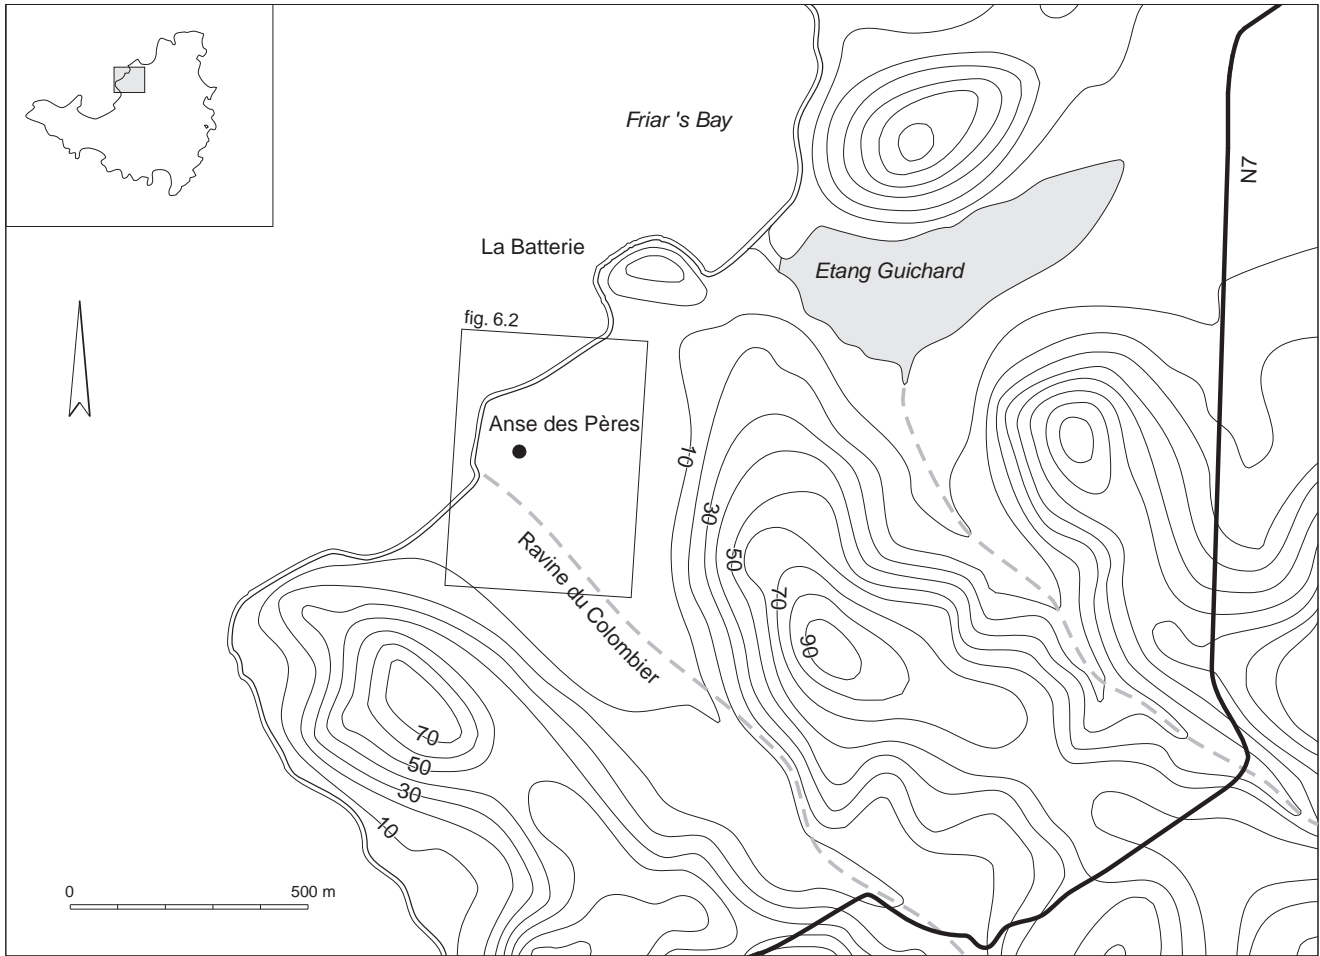 Friar 's Bay
N7
La Batterie
Etang Guichard
fig. 6.2
Anse des Pères
10
30
50
70
90
Ravine du Colombier
70
50
30
10
0 500 m